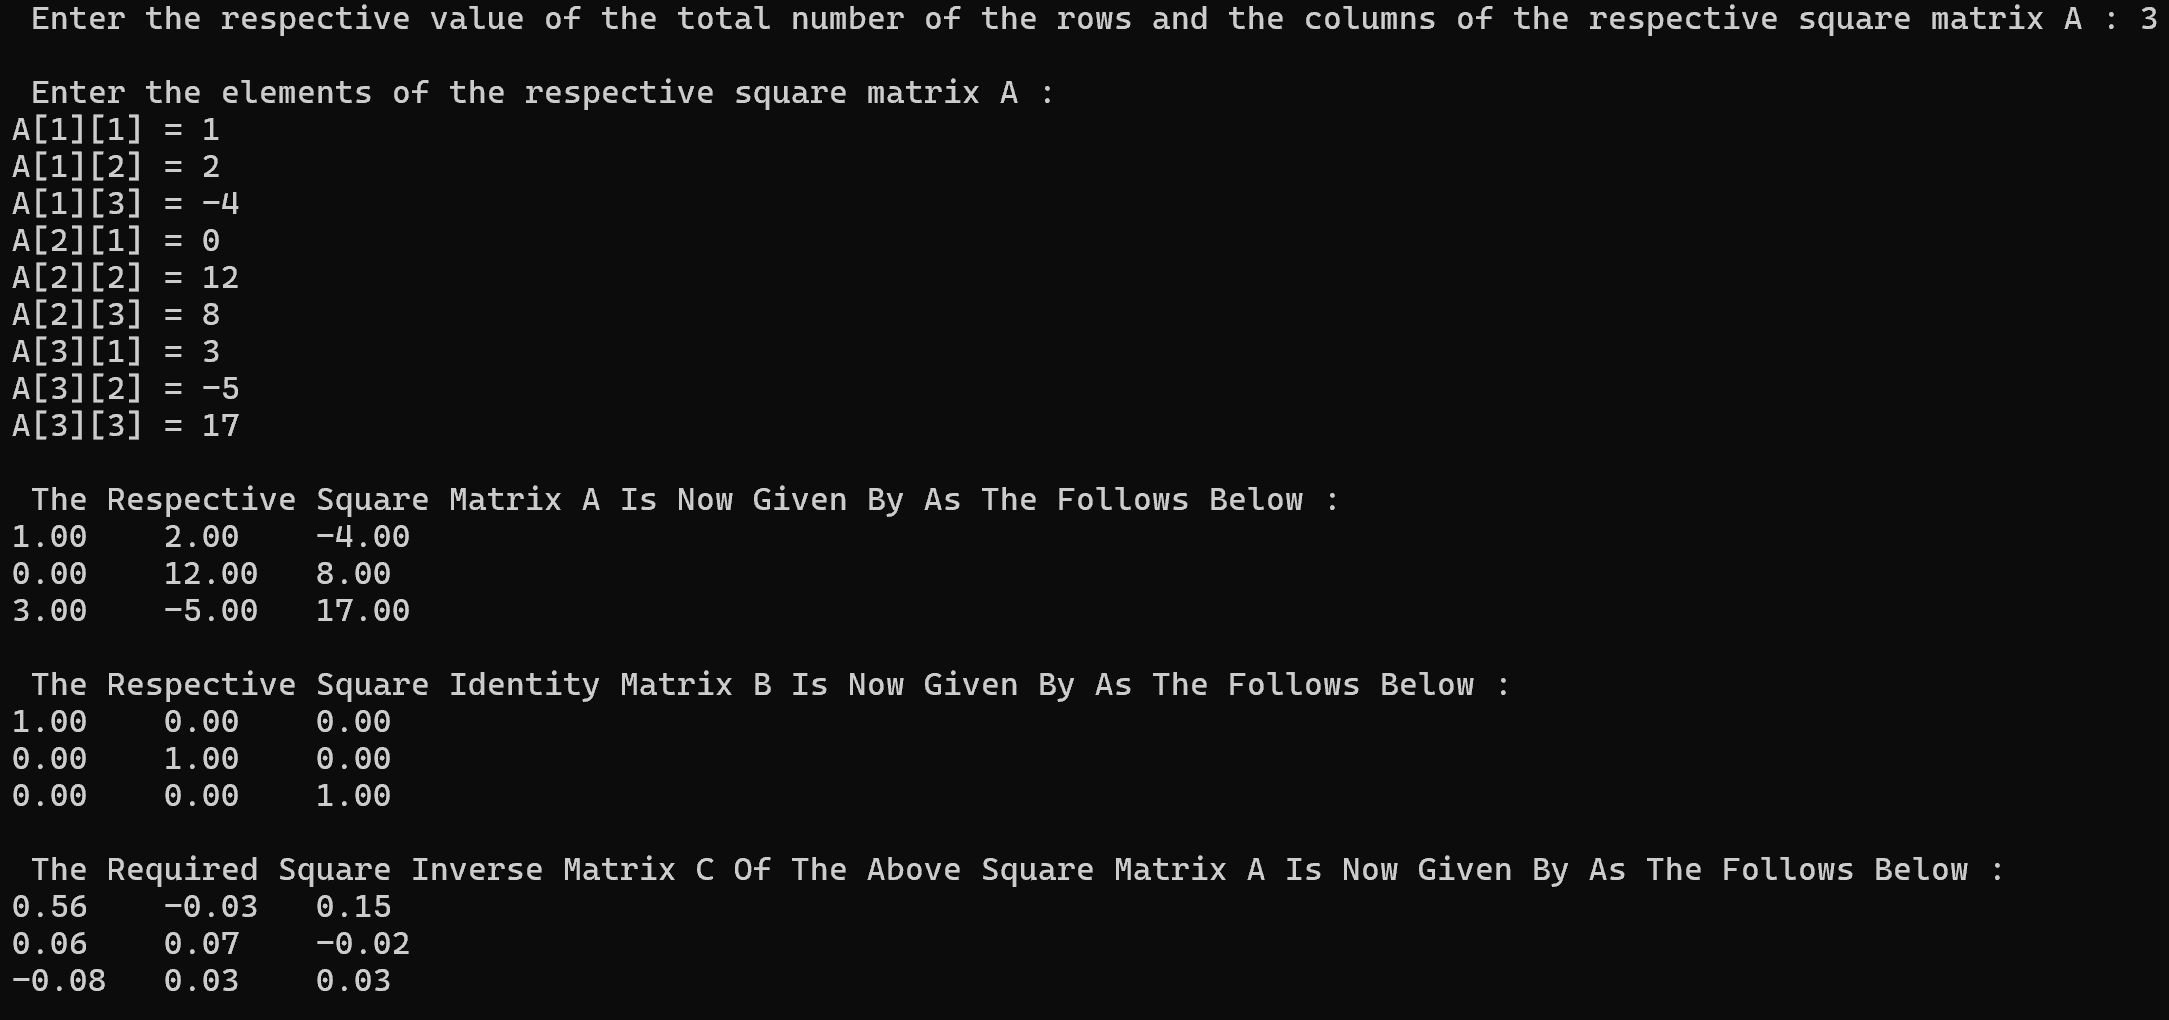 Enter the respective value of the total number of the rows and the columns of the respective square matrix A : 3
Enter the elements of the respective square matrix A :
A[1][1] = 1
A[1][2] = 2
A[1][3] = −4
A[2][1] = 0
A[2][2] = 12
A[2][3] = 8
A[3][1] = 3
A[3][2] = −5
A[3][3] = 17
The Respective Square Matrix A Is Now Given By As The Follows Below :
1.00    2.00    −4.00
0.00    12.00   8.00
3.00    −5.00   17.00
The Respective Square Identity Matrix B Is Now Given By As The Follows Below :
1.00    0.00    0.00
0.00    1.00    0.00
0.00    0.00    1.00
The Required Square Inverse Matrix C Of The Above Square Matrix A Is Now Given By As The Follows Below :
0.56    −0.03   0.15
0.06    0.07    −0.02
−0.08   0.03    0.03